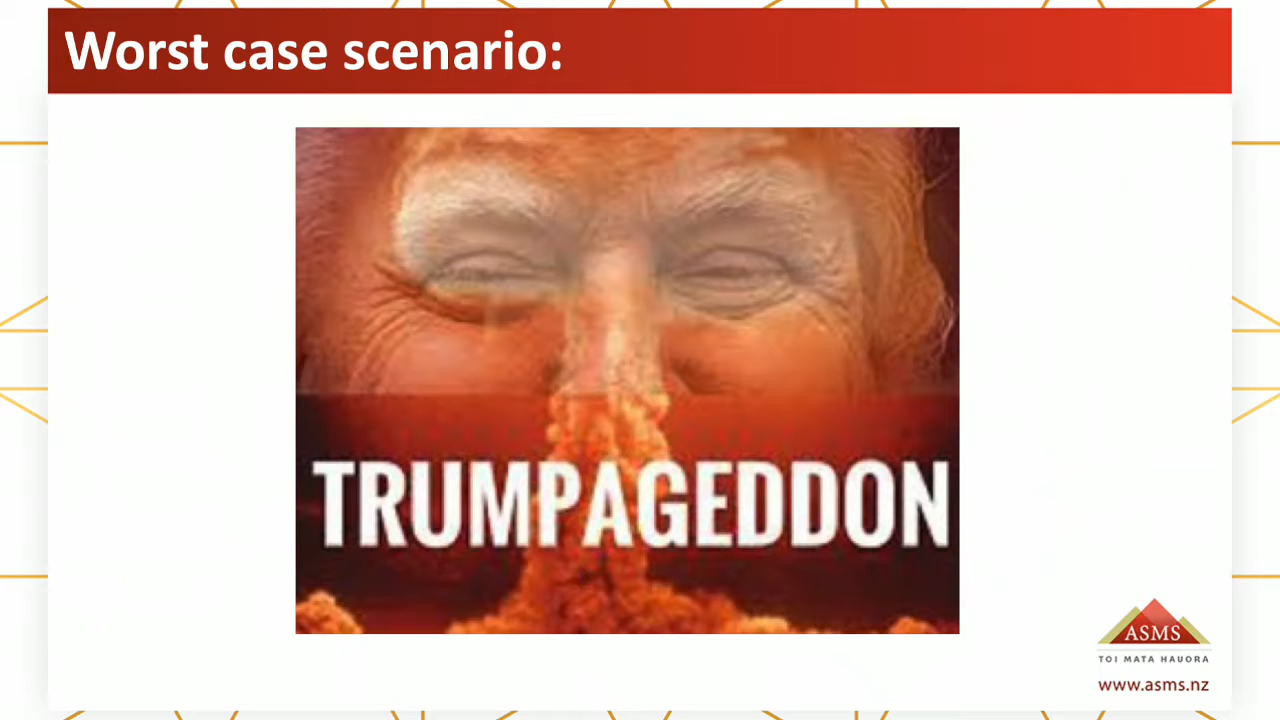 Worst case scenario:
TRUMPAGEDDON
ASMS
TOI MATA HAUORA
www.asms.nz